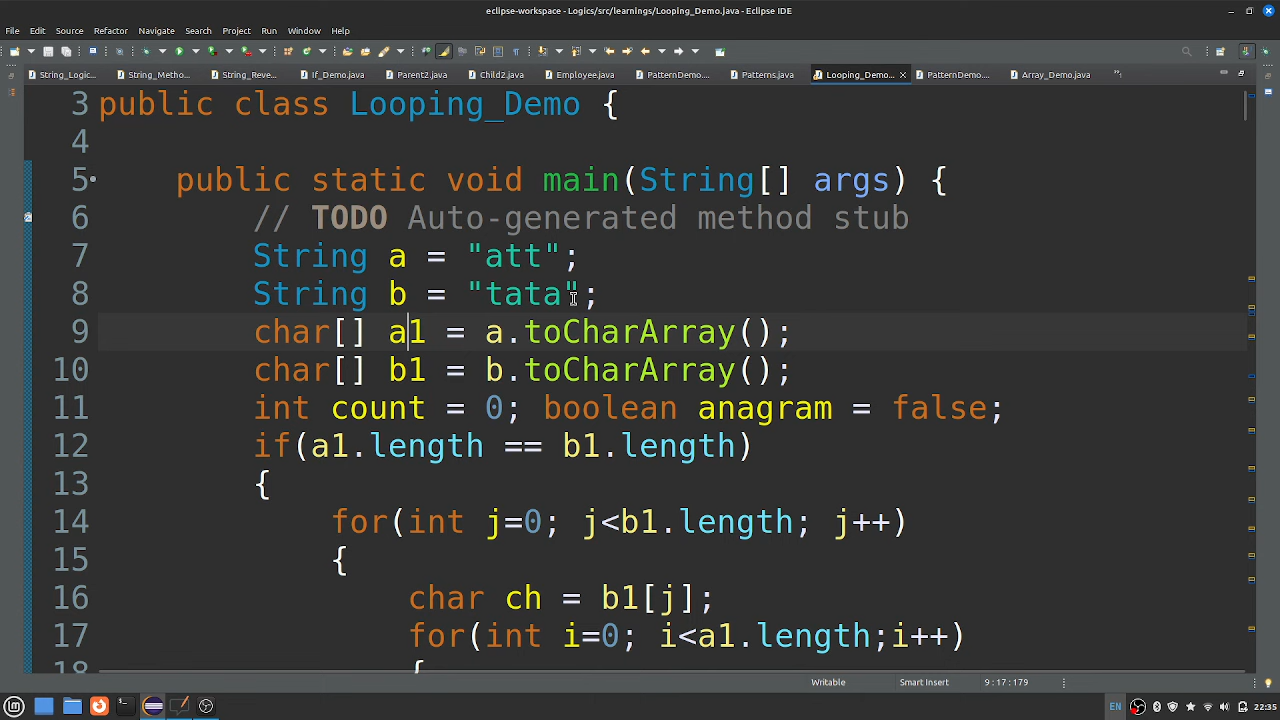 eclipse-workspace - Logics/src/learnings/Looping_Demo.java - Eclipse IDE
File Edit Source Refactor Navigate Search Project Run Window Help
String_Logic... String_Metho... String_Reve... If_Demo.java Parent2.java Child2.java Employee.java PatternDemo.... Patterns.java Looping_Demo... PatternDemo.... Array_Demo.java
3 public class Looping_Demo {
4
5 public static void main(String[] args) {
6 // TODO Auto-generated method stub
7 String a = "att";
8 String b = "tata";
9 char[] a1 = a.toCharArray();
10 char[] b1 = b.toCharArray();
11 int count = 0; boolean anagram = false;
12 if(a1.length == b1.length)
13 {
14 for(int j=0; j<b1.length; j++)
15 {
16 char ch = b1[j];
17 for(int i=0; i<a1.length;i++)
18 {
Writable Smart Insert 9:17:179
EN 22:35